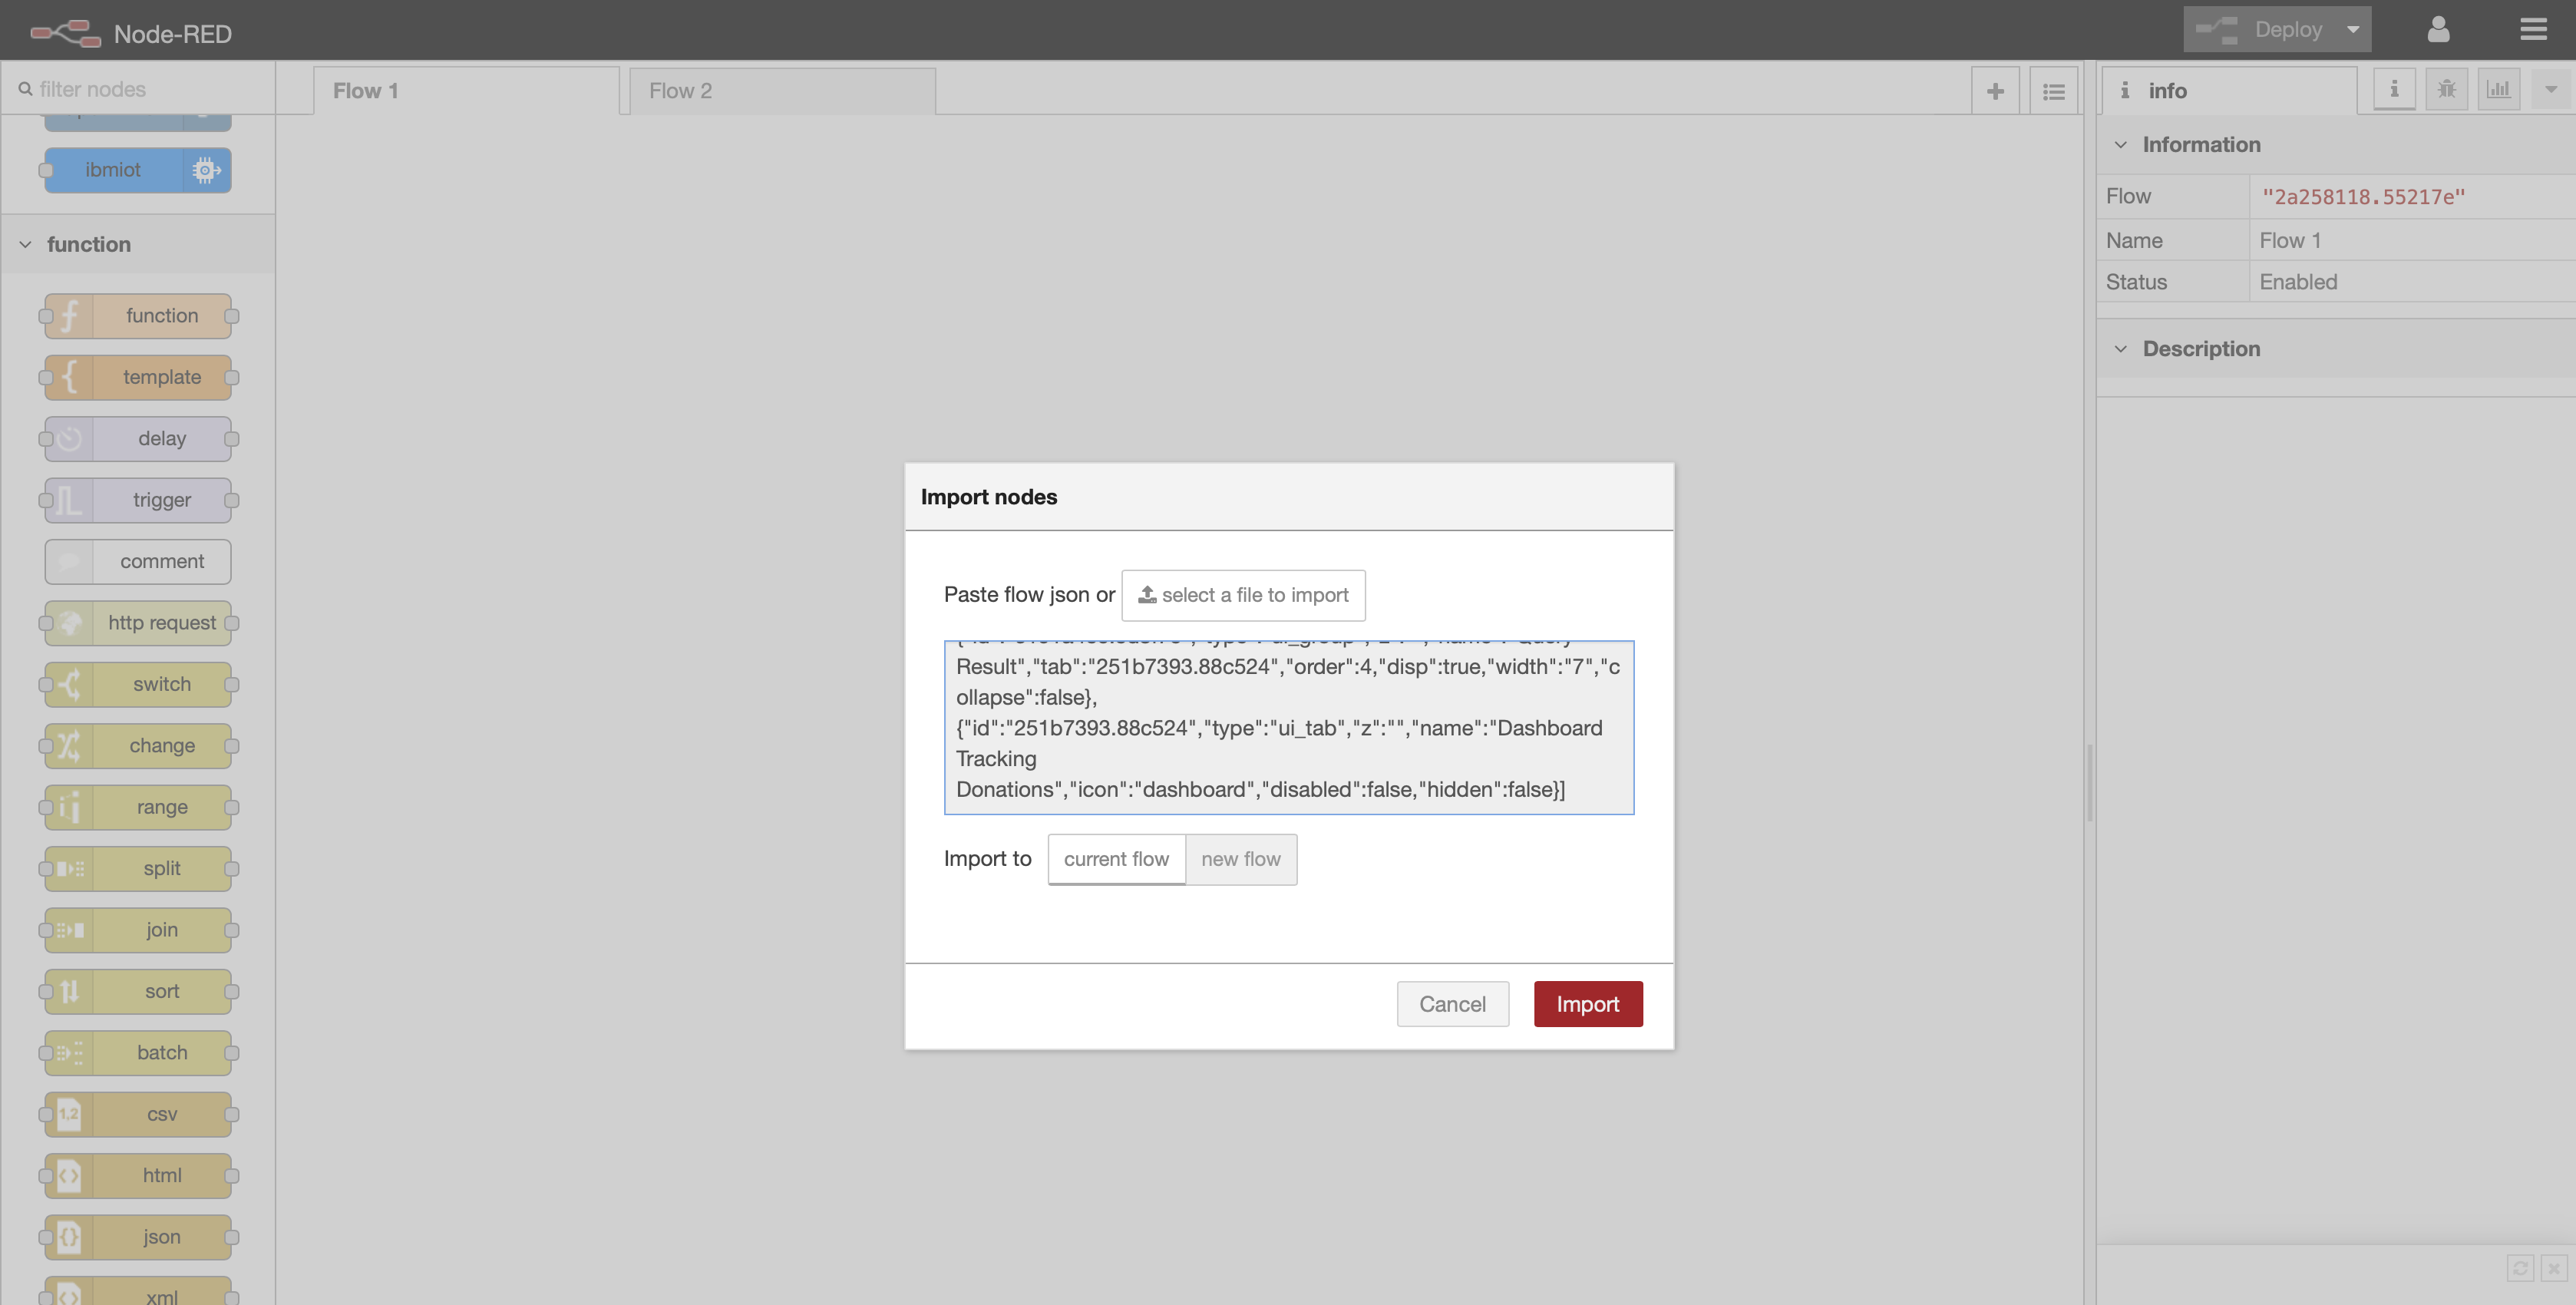 Node-RED
Deploy
filter nodes
Flow 1
Flow 2
info
ibmiot
Information
Flow "2a258118.55217e"
function
Name Flow 1
Status Enabled
function
Description
template
delay
trigger
comment
http request
switch
change
range
split
join
sort
batch
1,2 csv
html
json
xml
Import nodes
Paste flow json or select a file to import
Result","tab":"251b7393.88c524","order":4,"disp":true,"width":"7","c
ollapse":false},
{"id":"251b7393.88c524","type":"ui_tab","z":"","name":"Dashboard
Tracking
Donations","icon":"dashboard","disabled":false,"hidden":false}]
Import to current flow new flow
Cancel Import